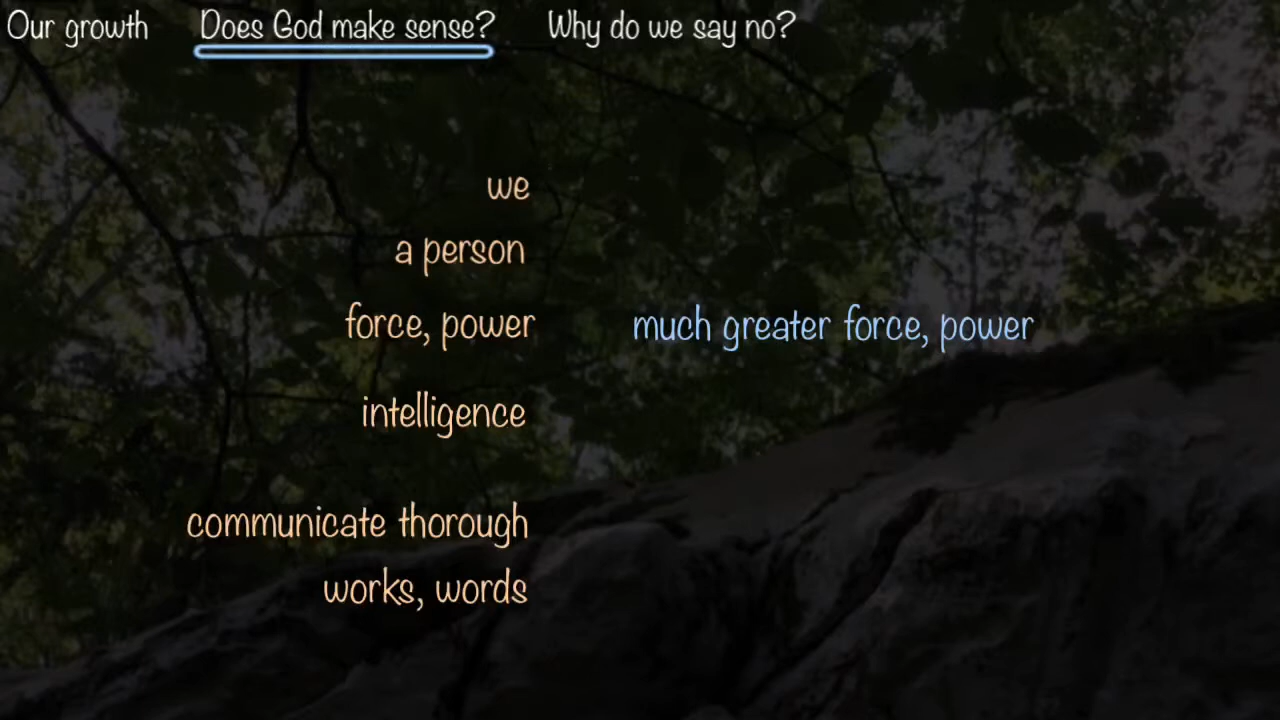 Our growth Does God make sense? Why do we say no?
we
a person
force, power much greater force, power
intelligence
communicate thorough
works, words